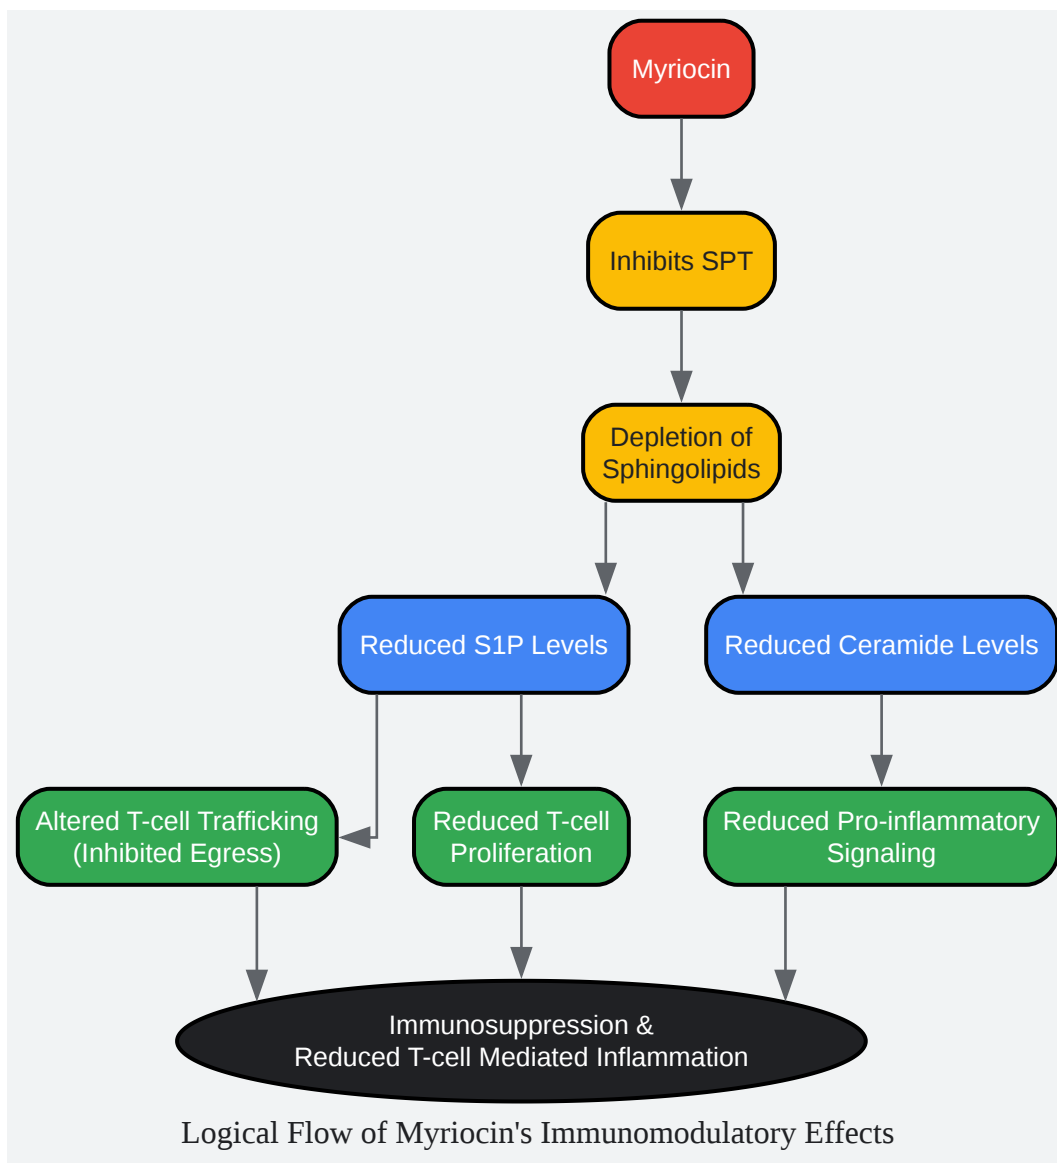 Myriocin
Inhibits SPT
Depletion of
Sphingolipids
Reduced S1P Levels
Reduced Ceramide Levels
Altered T-cell Trafficking
(Inhibited Egress)
Reduced T-cell
Proliferation
Reduced Pro-inflammatory
Signaling
Immunosuppression &
Reduced T-cell Mediated Inflammation
Logical Flow of Myriocin's Immunomodulatory Effects